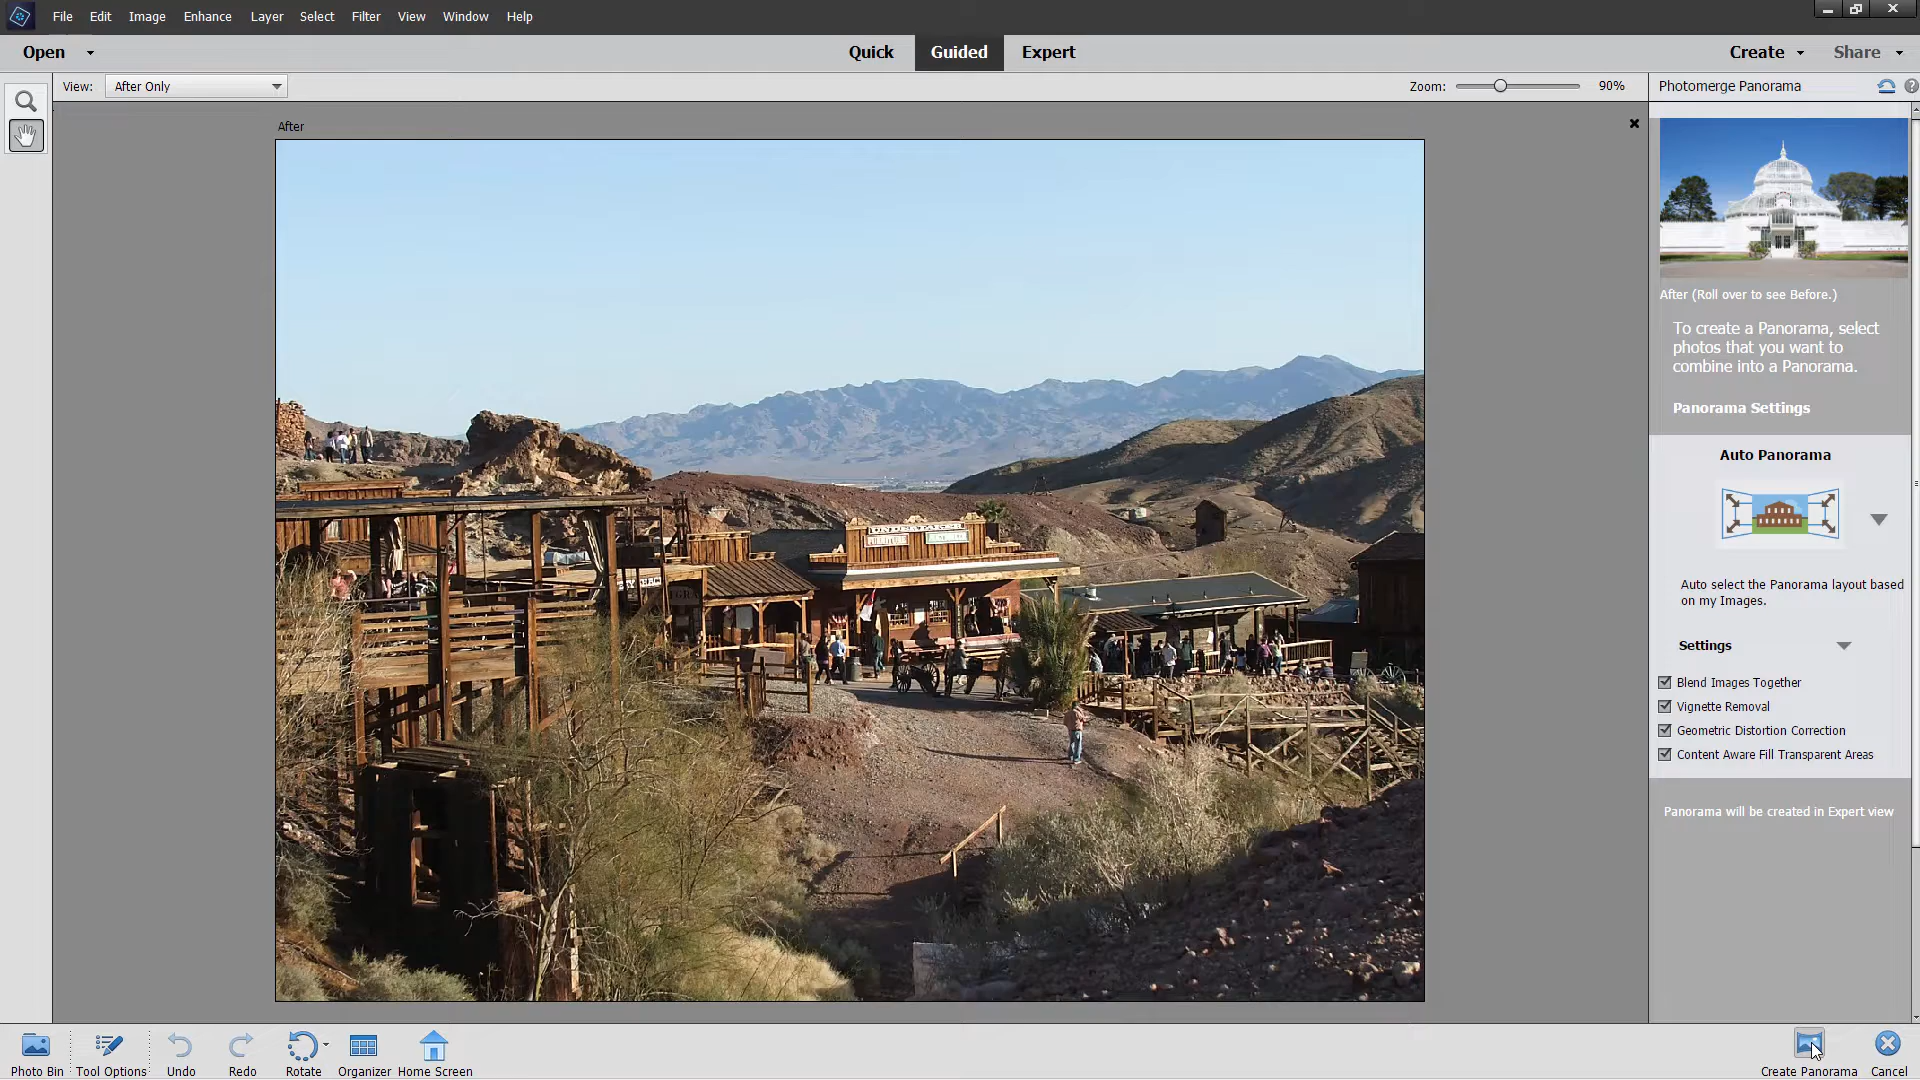 File Edit Image Enhance Layer Select Filter View Window Help
Open Quick Guided Expert Create Share
View: After Only Zoom: 90% Photomerge Panorama
After
After (Roll over to see Before.)
To create a Panorama, select
photos that you want to
combine into a Panorama.
Panorama Settings
Auto Panorama
Auto select the Panorama layout based
on my Images.
Settings
Blend Images Together
Vignette Removal
Geometric Distortion Correction
Content Aware Fill Transparent Areas
Panorama will be created in Expert view
UNDERTAKER
Photo Bin Tool Options Undo Redo Rotate Organizer Home Screen Create Panorama Cancel